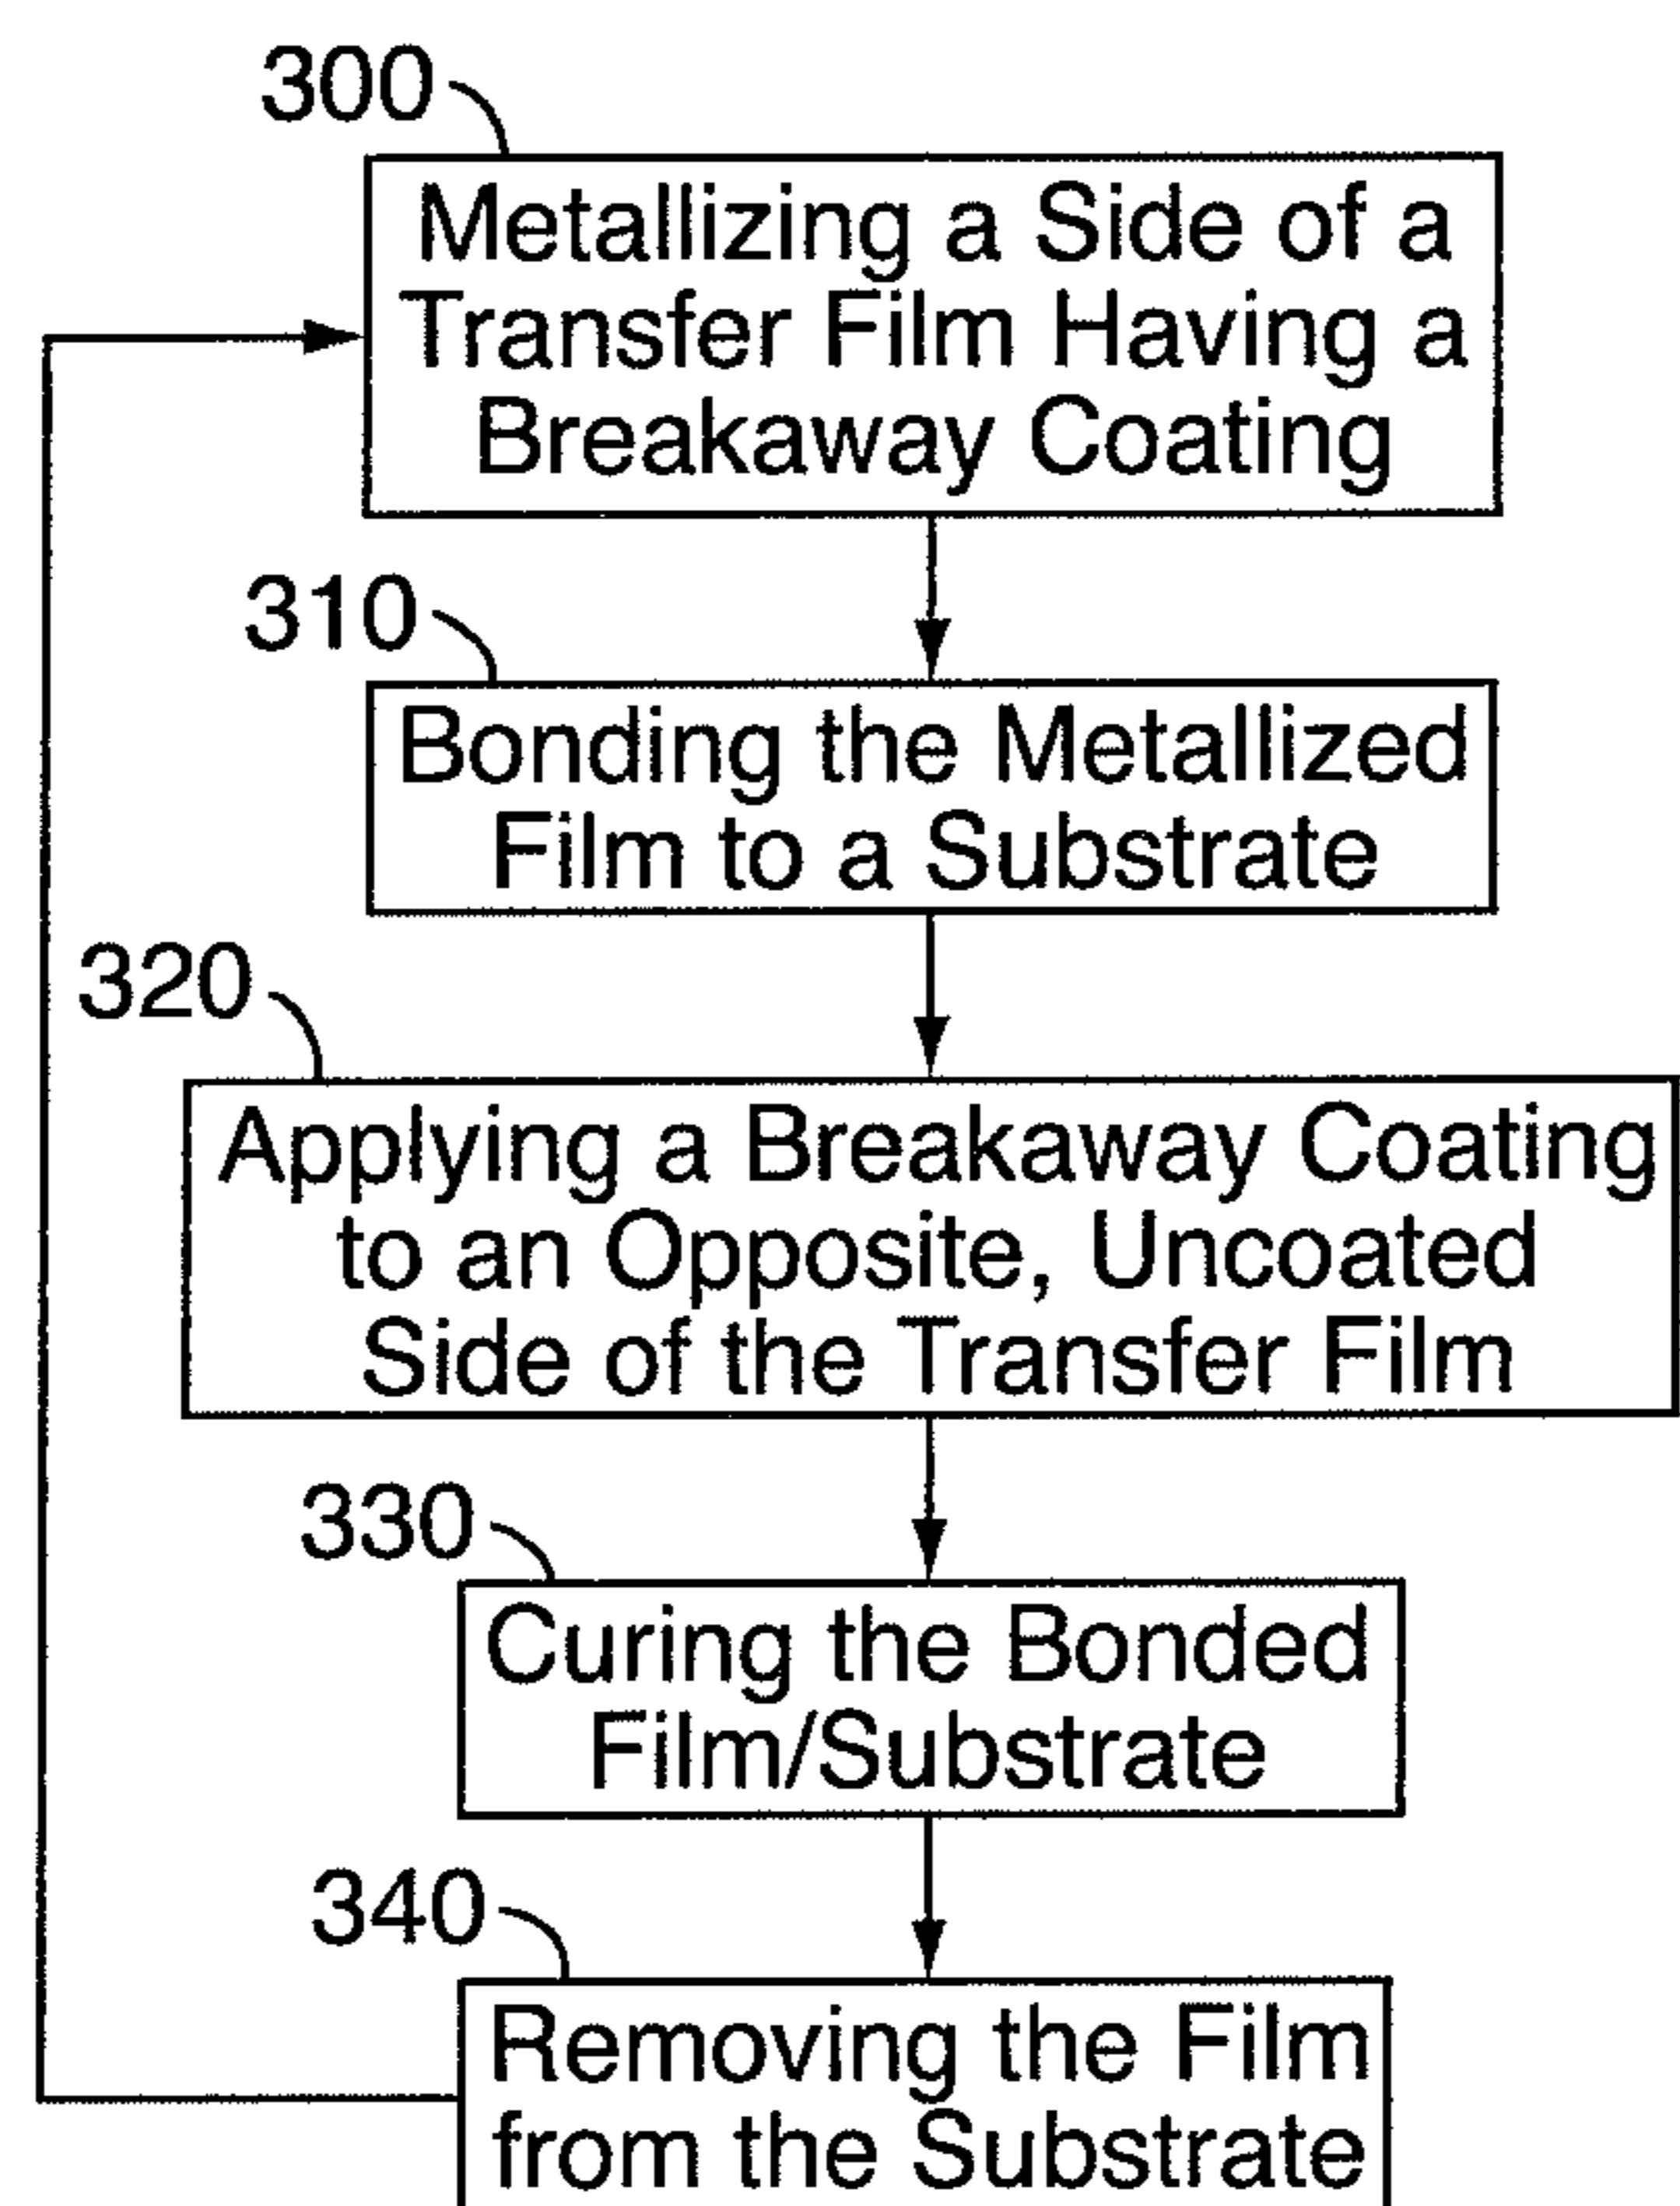 300
Metallizing a Side of a
Transfer Film Having a
Breakaway Coating
310
Bonding the Metallized
Film to a Substrate
320
Applying a Breakaway Coating
to an Opposite, Uncoated
Side of the Transfer Film
330
Curing the Bonded
Film/Substrate
340
Removing the Film
from the Substrate